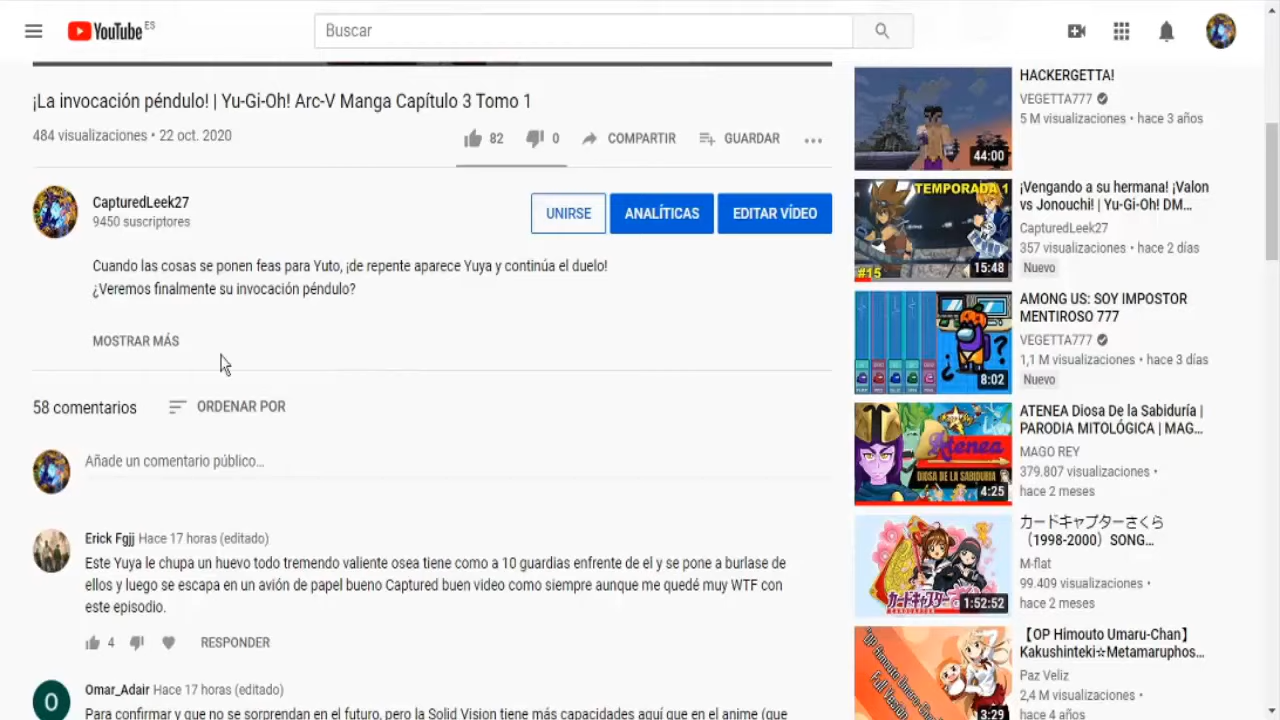 YouTube ES
Buscar
¡La invocación péndulo! | Yu-Gi-Oh! Arc-V Manga Capítulo 3 Tomo 1
484 visualizaciones • 22 oct. 2020
82
0
COMPARTIR
GUARDAR
CapturedLeek27
9450 suscriptores
UNIRSE
ANALÍTICAS
EDITAR VÍDEO
Cuando las cosas se ponen feas para Yuto, ¡de repente aparece Yuya y continúa el duelo!
¿Veremos finalmente su invocación péndulo?
MOSTRAR MÁS
58 comentarios
ORDENAR POR
Añade un comentario público...
Erick Fgjj Hace 17 horas (editado)
Este Yuya le chupa un huevo todo tremendo valiente osea tiene como a 10 guardias enfrente de el y se pone a burlase de
ellos y luego se escapa en un avión de papel bueno Captured buen video como siempre aunque me quedé muy WTF con
este episodio.
4
RESPONDER
O
Omar_Adair Hace 17 horas (editado)
Para confirmar y que no se sorprendan en el futuro, pero la Solid Vision tiene más capacidades aquí que en el anime (que
44:00
HACKERGETTA!
VEGETTA777
5 M visualizaciones • hace 3 años
TEMPORADA 1
#15
15:48
¡Vengando a su hermana! ¡Valon
vs Jonouchi! | Yu-Gi-Oh! DM...
CapturedLeek27
357 visualizaciones • hace 2 días
Nuevo
8:02
AMONG US: SOY IMPOSTOR
MENTIROSO 777
VEGETTA777
1,1 M visualizaciones • hace 3 días
Nuevo
Atenea
DIOSA DE LA SABIDURIA
4:25
ATENEA Diosa De la Sabiduría |
PARODIA MITOLÓGICA | MAG...
MAGO REY
379.807 visualizaciones •
hace 2 meses
カードキャプター
1:52:52
カードキャプターさくら
（1998-2000）SONG...
M-flat
99.409 visualizaciones •
hace 2 meses
3:29
【OP Himouto Umaru-Chan】
Kakushinteki☆Metamaruphos...
Paz Veliz
2,4 M visualizaciones •
hace 4 años